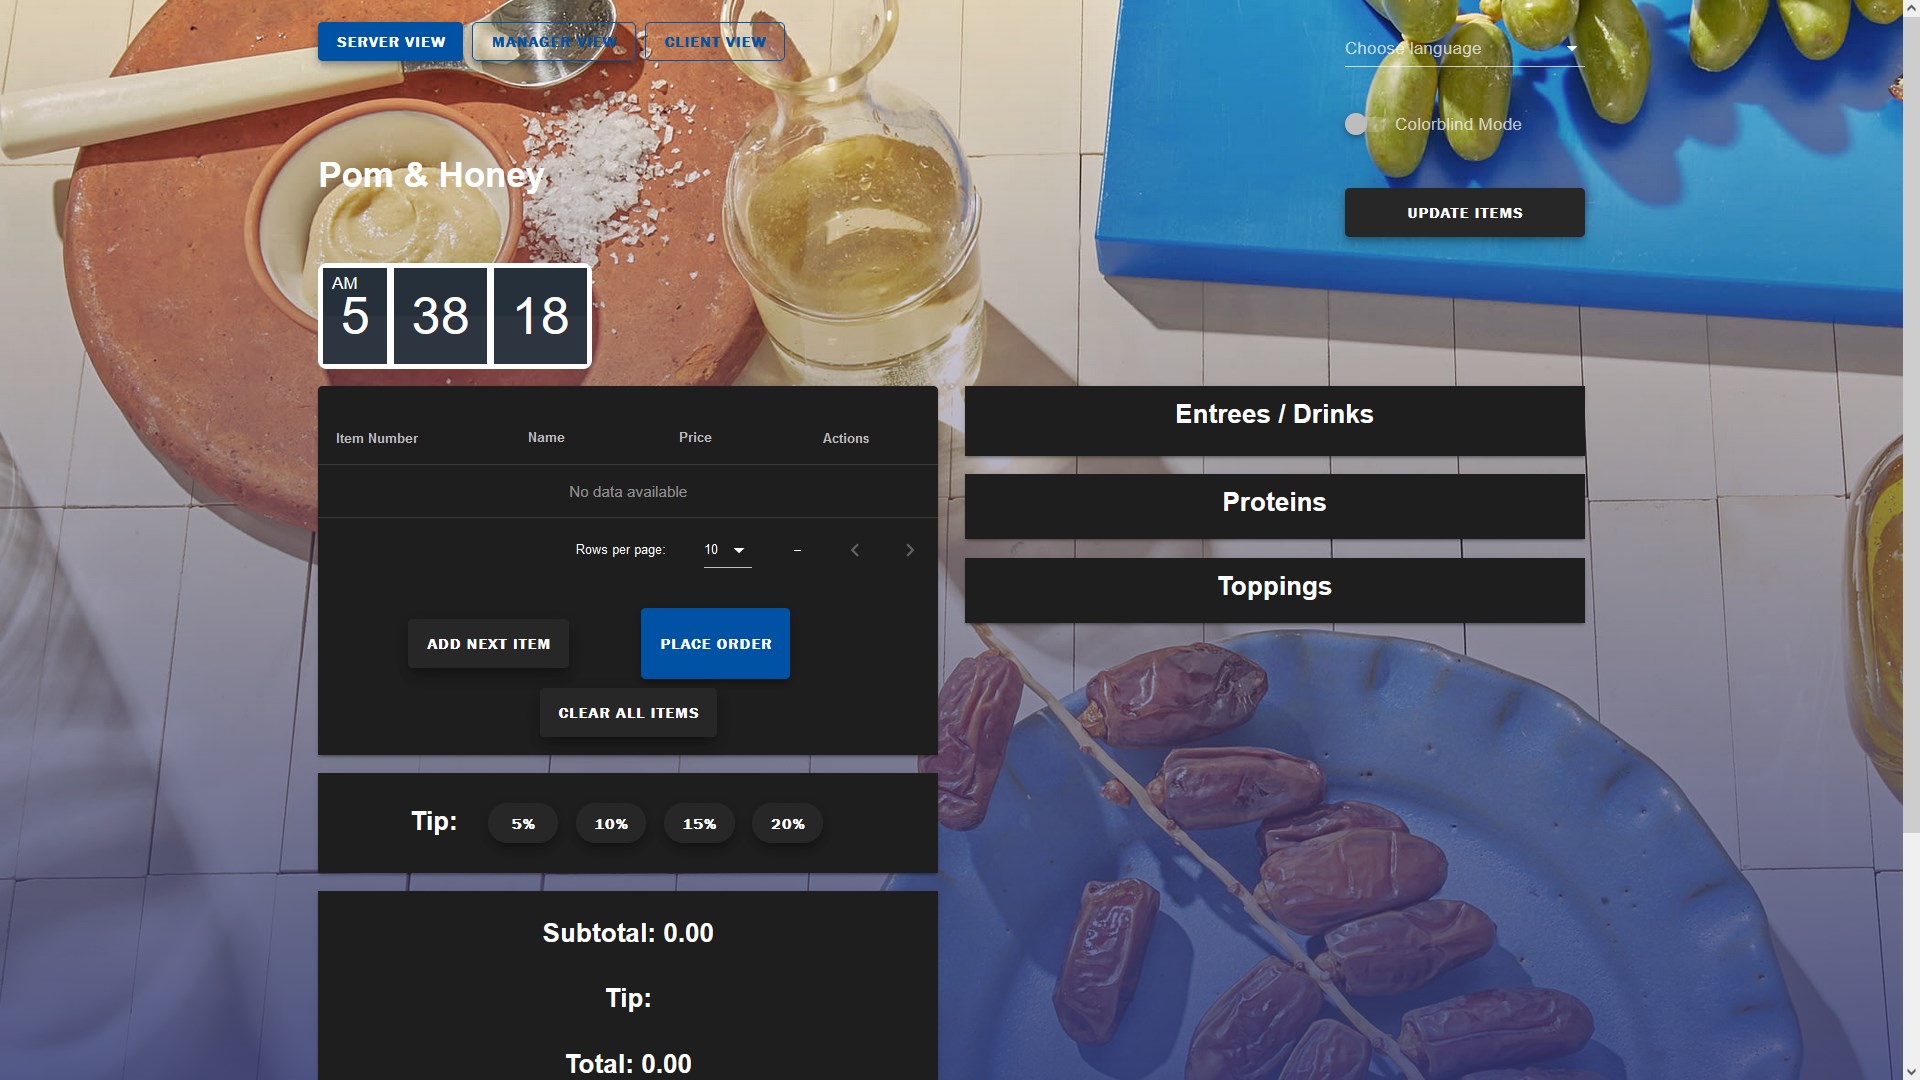 SERVER VIEW MANAGER VIEW CLIENT VIEW
Choose language
Colorblind Mode
Pom & Honey
UPDATE ITEMS
AM
5 38 18
Item Number Name Price Actions
No data available
Rows per page: 10 –
ADD NEXT ITEM PLACE ORDER
CLEAR ALL ITEMS
Tip: 5% 10% 15% 20%
Subtotal: 0.00
Tip:
Total: 0.00
Entrees / Drinks
Proteins
Toppings